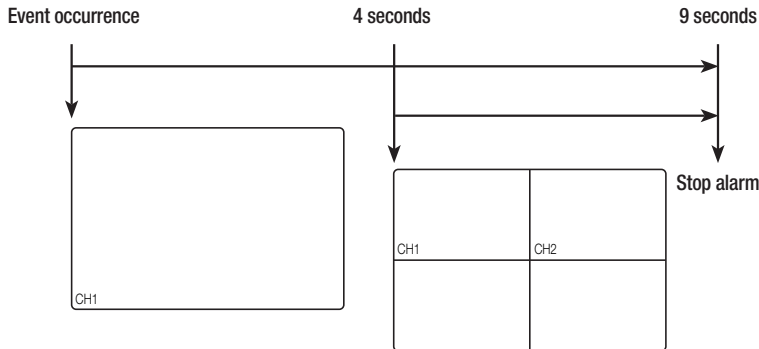 Event occurrence
4 seconds
9 seconds
Stop alarm
CH1
CH2
CH1